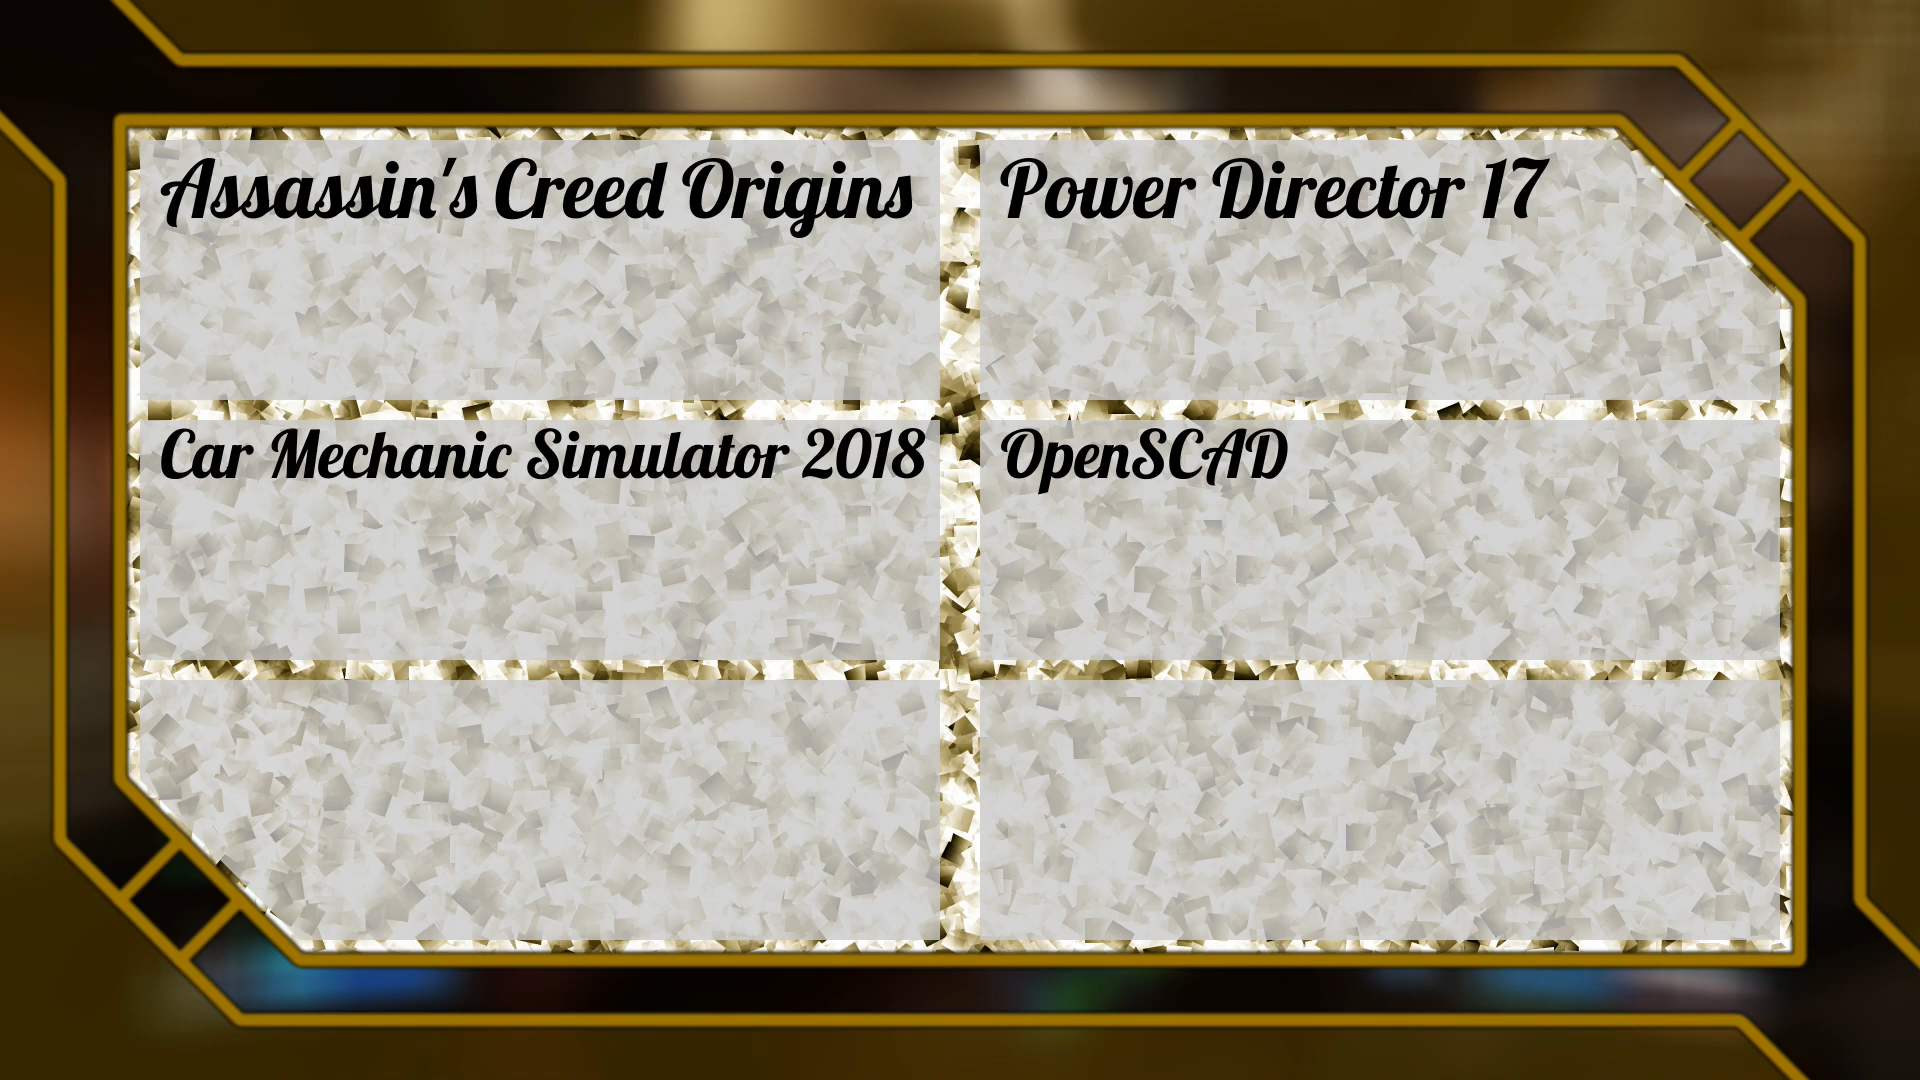 Assassin's Creed Origins
Power Director 17
Car Mechanic Simulator 2018
OpenSCAD